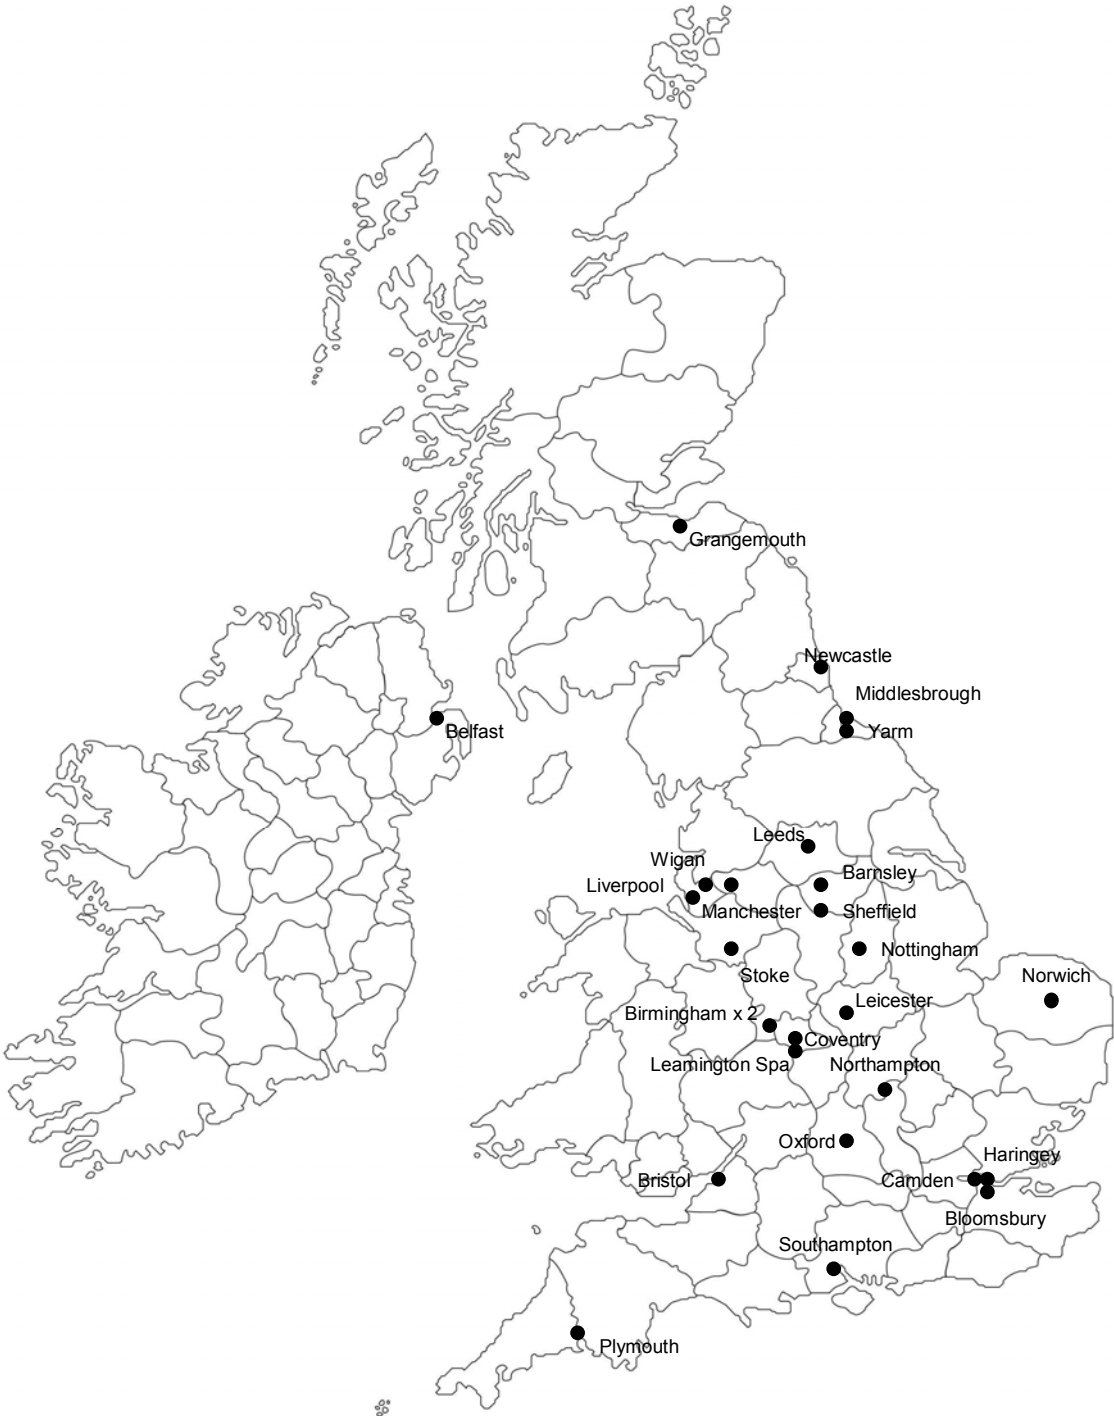 Grangemouth
Newcastle
Middlesbrough
Belfast
Yarm
Leeds
Wigan
Barnsley
Liverpool
Manchester
Sheffield
Nottingham
Stoke
Norwich
Leicester
Birmingham x 2
Coventry
Leamington Spa
Northampton
Oxford
Haringey
Bristol
Camden
Bloomsbury
Southampton
Plymouth